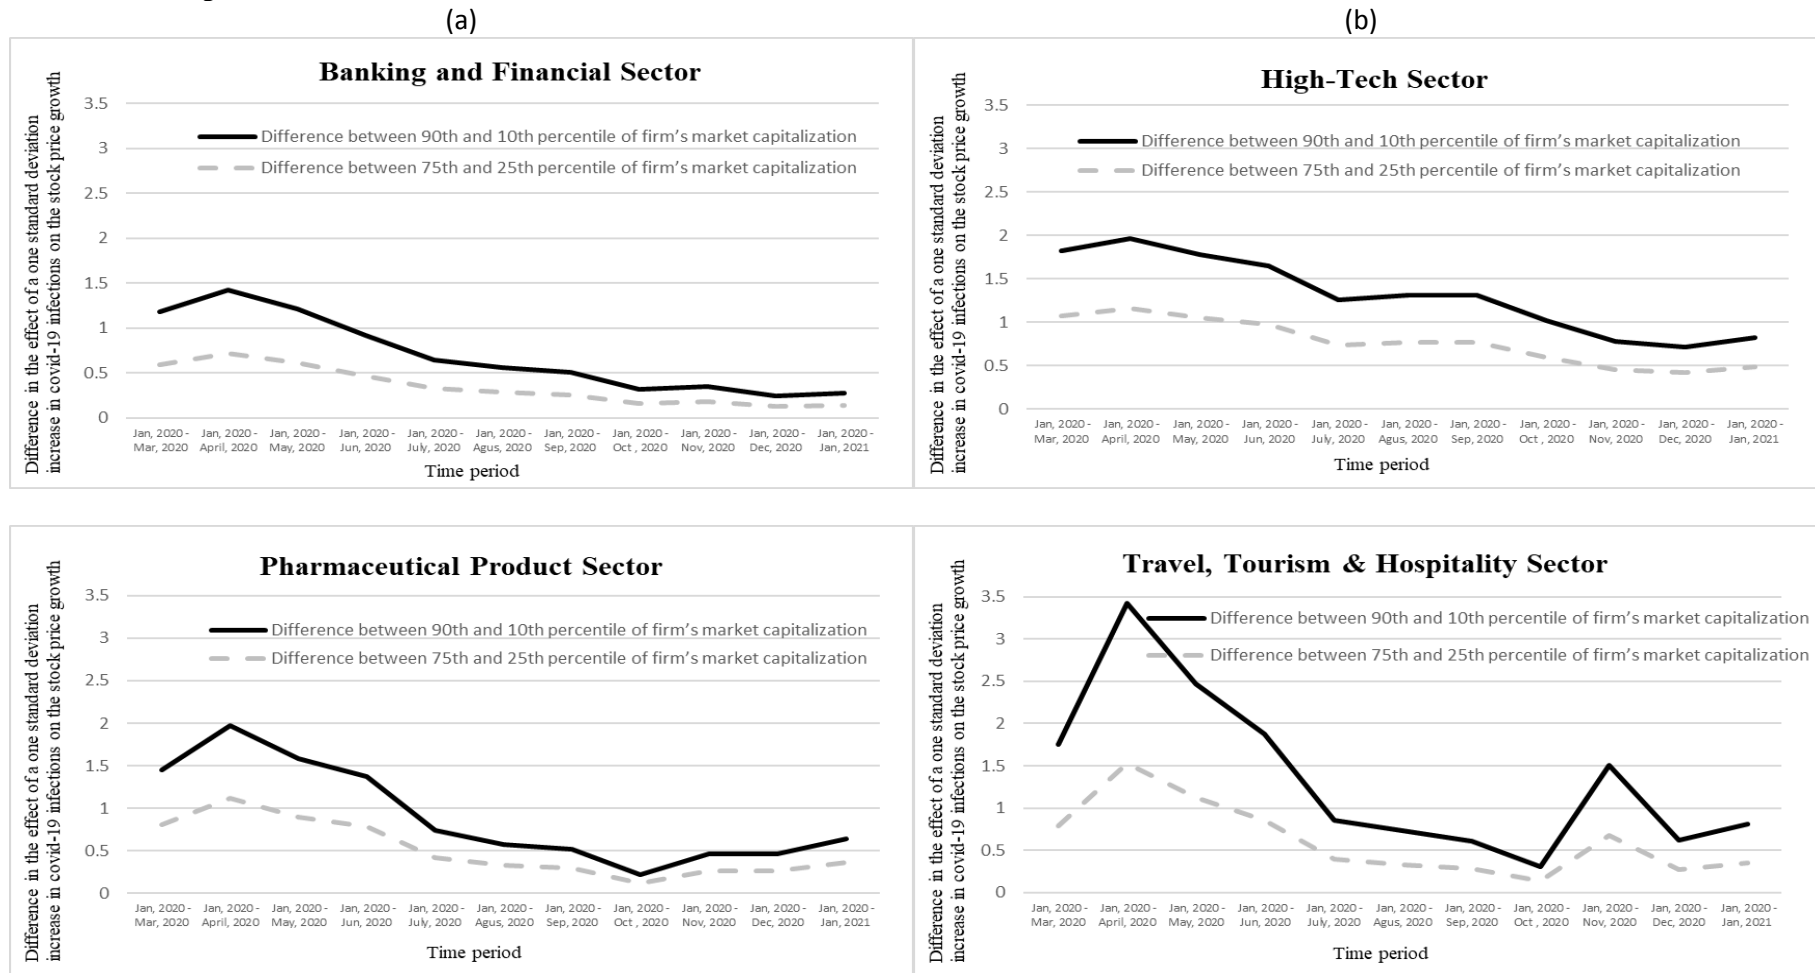 (a)
(b)
Banking and Financial Sector
Difference in the effect of a one standard deviation
increase in covid-19 infections on the stock price growth
3.5
3
2.5
2
1.5
1
0.5
0
Difference between 90th and 10th percentile of firm's market capitalization
Difference between 75th and 25th percentile of firm's market capitalization
Jan, 2020 - Mar, 2020
Jan, 2020 - April, 2020
Jan, 2020 - May, 2020
Jan, 2020 - Jun, 2020
Jan, 2020 - July, 2020
Jan, 2020 - Agus, 2020
Jan, 2020 - Sep, 2020
Jan, 2020 - Oct , 2020
Jan, 2020 - Nov, 2020
Jan, 2020 - Dec, 2020
Jan, 2020 - Jan, 2021
Time period
High-Tech Sector
Difference in the effect of a one standard deviation
increase in covid-19 infections on the stock price growth
3.5
3
2.5
2
1.5
1
0.5
0
Difference between 90th and 10th percentile of firm's market capitalization
Difference between 75th and 25th percentile of firm's market capitalization
Jan, 2020 - Mar, 2020
Jan, 2020 - April, 2020
Jan, 2020 - May, 2020
Jan, 2020 - Jun, 2020
Jan, 2020 - July, 2020
Jan, 2020 - Agus, 2020
Jan, 2020 - Sep, 2020
Jan, 2020 - Oct , 2020
Jan, 2020 - Nov, 2020
Jan, 2020 - Dec, 2020
Jan, 2020 - Jan, 2021
Time period
Pharmaceutical Product Sector
Difference in the effect of a one standard deviation
increase in covid-19 infections on the stock price growth
3.5
3
2.5
2
1.5
1
0.5
0
Difference between 90th and 10th percentile of firm's market capitalization
Difference between 75th and 25th percentile of firm's market capitalization
Jan, 2020 - Mar, 2020
Jan, 2020 - April, 2020
Jan, 2020 - May, 2020
Jan, 2020 - Jun, 2020
Jan, 2020 - July, 2020
Jan, 2020 - Agus, 2020
Jan, 2020 - Sep, 2020
Jan, 2020 - Oct , 2020
Jan, 2020 - Nov, 2020
Jan, 2020 - Dec, 2020
Jan, 2020 - Jan, 2021
Time period
Travel, Tourism & Hospitality Sector
Difference in the effect of a one standard deviation
increase in covid-19 infections on the stock price growth
3.5
3
2.5
2
1.5
1
0.5
0
Difference between 90th and 10th percentile of firm's market capitalization
Difference between 75th and 25th percentile of firm's market capitalization
Jan, 2020 - Mar, 2020
Jan, 2020 - April, 2020
Jan, 2020 - May, 2020
Jan, 2020 - Jun, 2020
Jan, 2020 - July, 2020
Jan, 2020 - Agus, 2020
Jan, 2020 - Sep, 2020
Jan, 2020 - Oct , 2020
Jan, 2020 - Nov, 2020
Jan, 2020 - Dec, 2020
Jan, 2020 - Jan, 2021
Time period